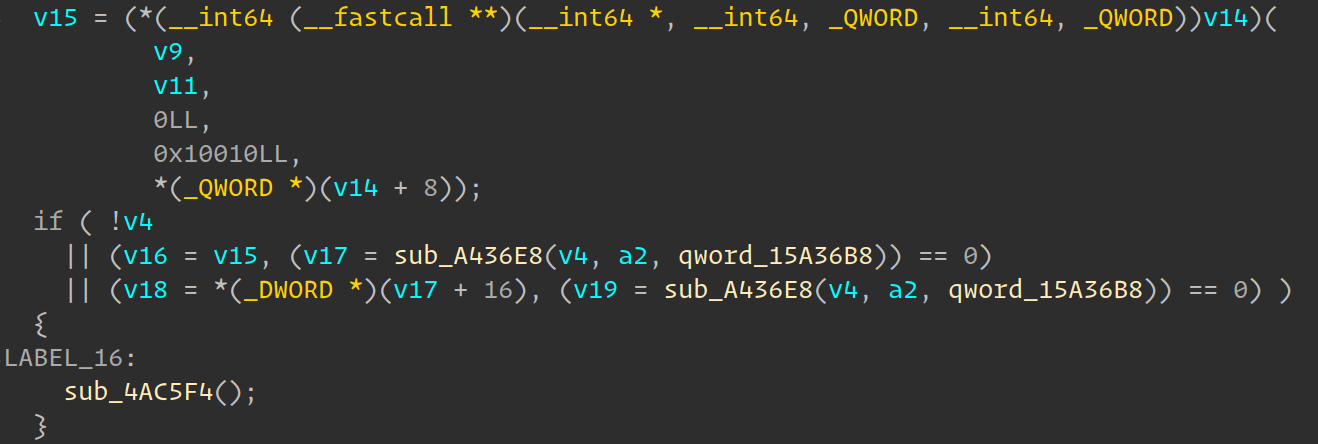 v15 = (*(__int64 (__fastcall **)(__int64 *, __int64, _QWORD, __int64, _QWORD))v14)(
v9,
v11,
0LL,
0x10010LL,
*(_QWORD *)(v14 + 8));
if ( !v4
|| (v16 = v15, (v17 = sub_A436E8(v4, a2, qword_15A36B8)) == 0)
|| (v18 = *(_DWORD *)(v17 + 16), (v19 = sub_A436E8(v4, a2, qword_15A36B8)) == 0) )
{
LABEL_16:
sub_4AC5F4();
}